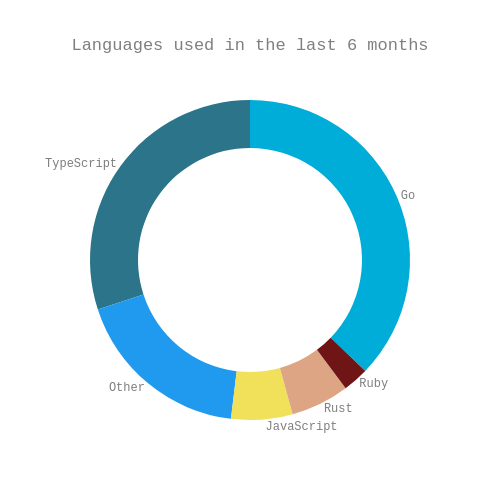 Languages used in the last 6 months
TypeScript
Go
Other
Ruby
Rust
JavaScript